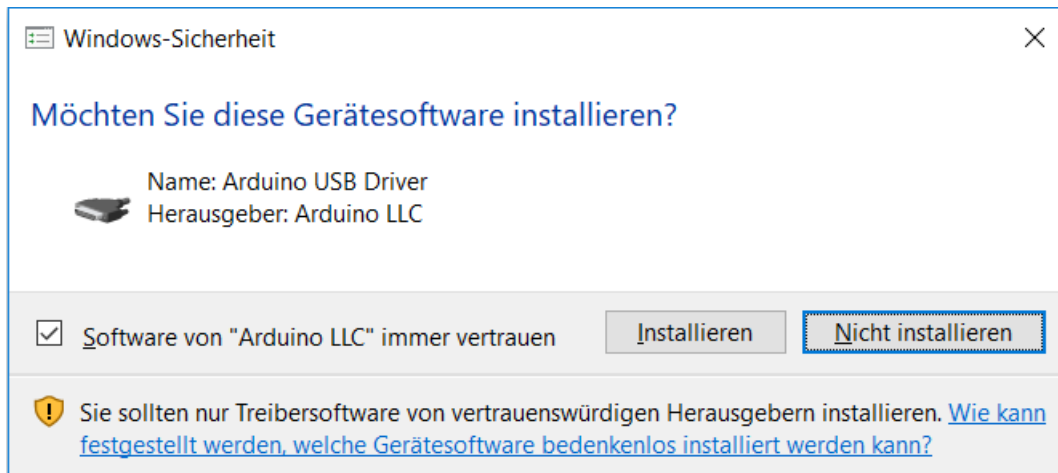 Windows-Sicherheit
Möchten Sie diese Gerätesoftware installieren?
Name: Arduino USB Driver
Herausgeber: Arduino LLC
Software von "Arduino LLC" immer vertrauen
Installieren
Nicht installieren
Sie sollten nur Treibersoftware von vertrauenswürdigen Herausgebern installieren. Wie kann
festgestellt werden, welche Gerätesoftware bedenkenlos installiert werden kann?